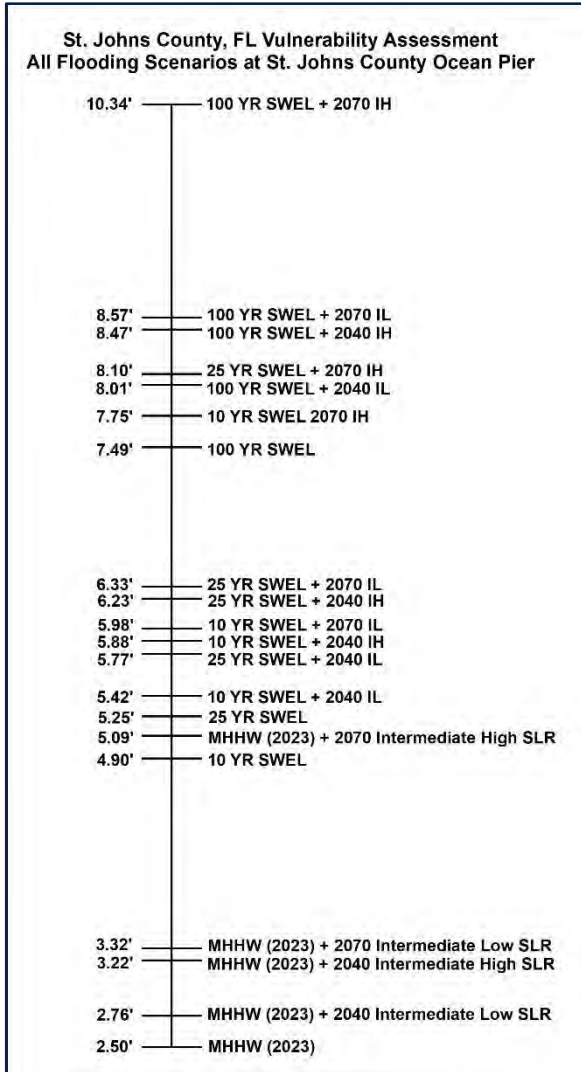 St. Johns County, FL Vulnerability Assessment
All Flooding Scenarios at St. Johns County Ocean Pier
10.34' 100 YR SWEL + 2070 IH
8.57' 100 YR SWEL + 2070 IL
8.47' 100 YR SWEL + 2040 IH
8.10' 25 YR SWEL + 2070 IH
8.01' 100 YR SWEL + 2040 IL
7.75' 10 YR SWEL 2070 IH
7.49' 100 YR SWEL
6.33' 25 YR SWEL + 2070 IL
6.23' 25 YR SWEL + 2040 IH
5.98' 10 YR SWEL + 2070 IL
5.88' 10 YR SWEL + 2040 IH
5.77' 25 YR SWEL + 2040 IL
5.42' 10 YR SWEL + 2040 IL
5.25' 25 YR SWEL
5.09' MHHW (2023) + 2070 Intermediate High SLR
4.90' 10 YR SWEL
3.32' MHHW (2023) + 2070 Intermediate Low SLR
3.22' MHHW (2023) + 2040 Intermediate High SLR
2.76' MHHW (2023) + 2040 Intermediate Low SLR
2.50' MHHW (2023)